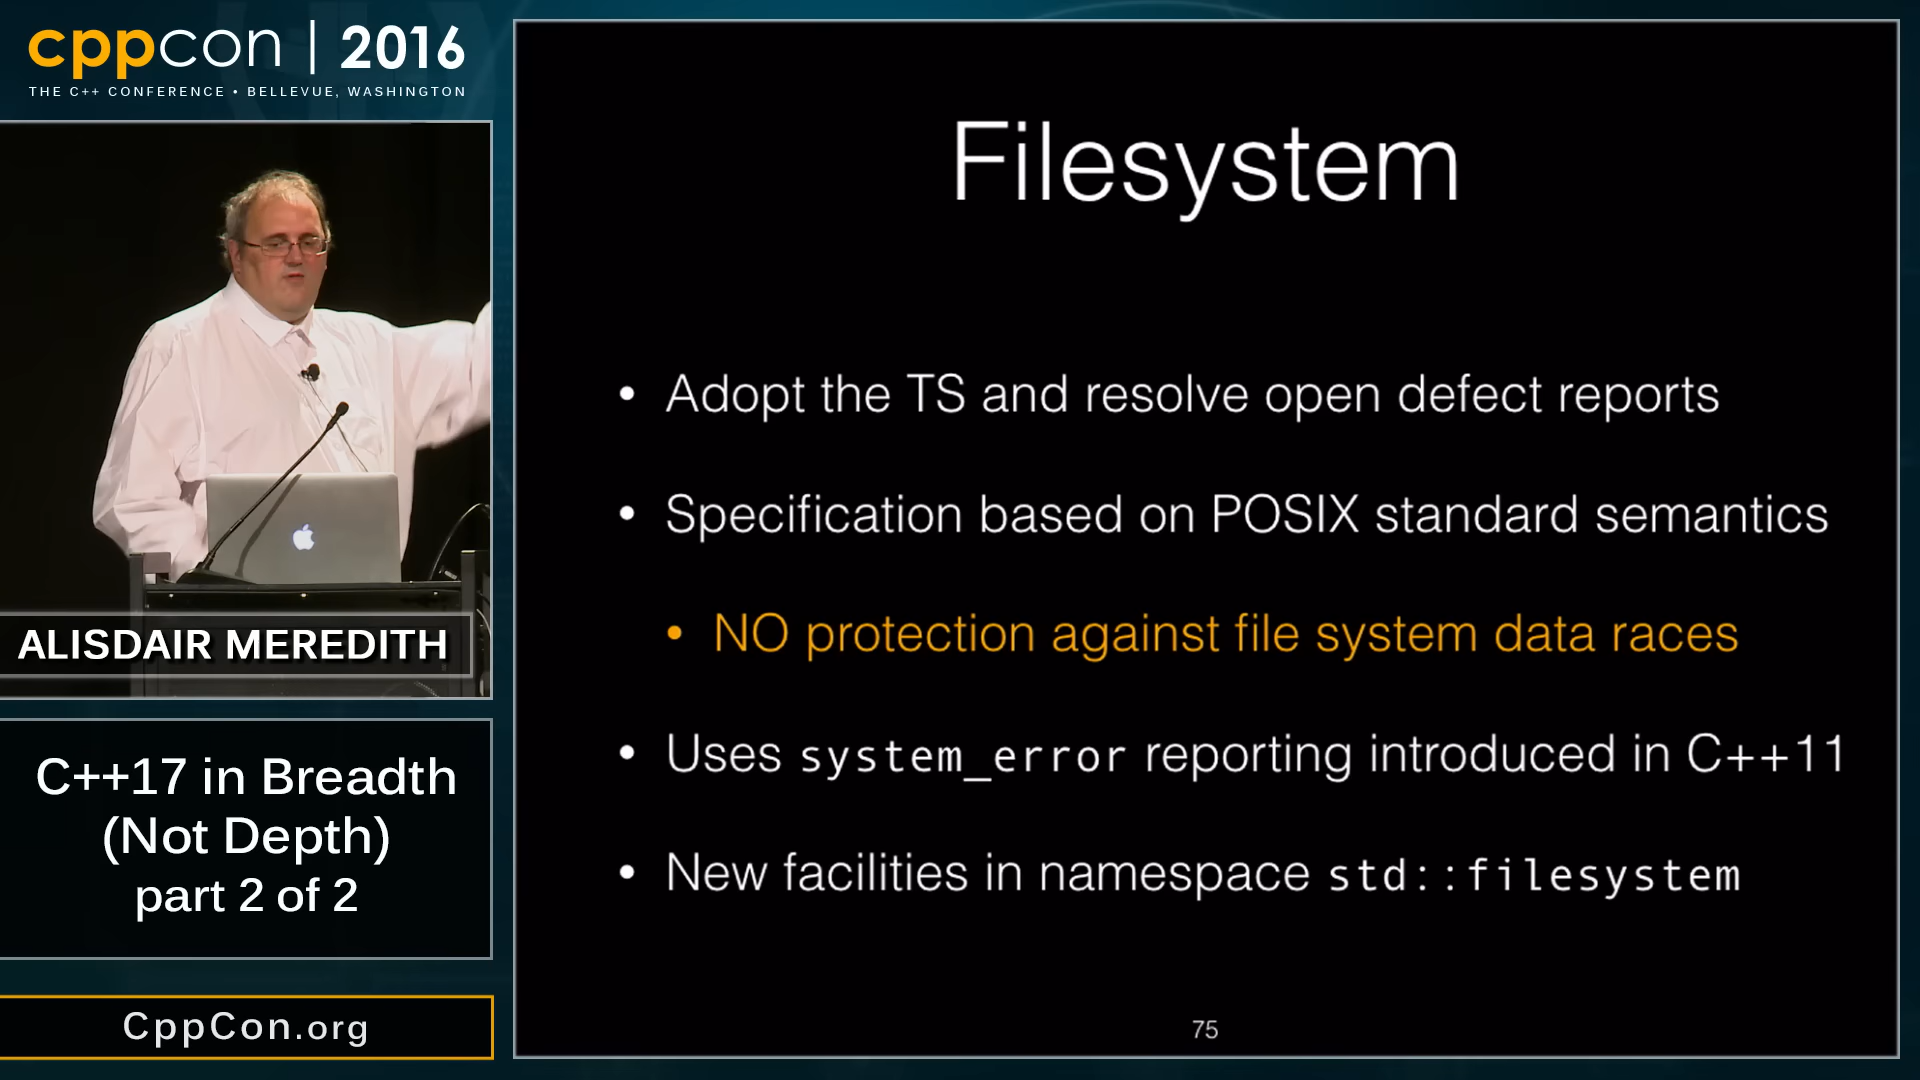 cppcon | 2016
THE C++ CONFERENCE • BELLEVUE, WASHINGTON
ALISDAIR MEREDITH
C++17 in Breadth
(Not Depth)
part 2 of 2
CppCon.org
Filesystem
• Adopt the TS and resolve open defect reports
• Specification based on POSIX standard semantics
• NO protection against file system data races
• Uses system_error reporting introduced in C++11
• New facilities in namespace std::filesystem
75